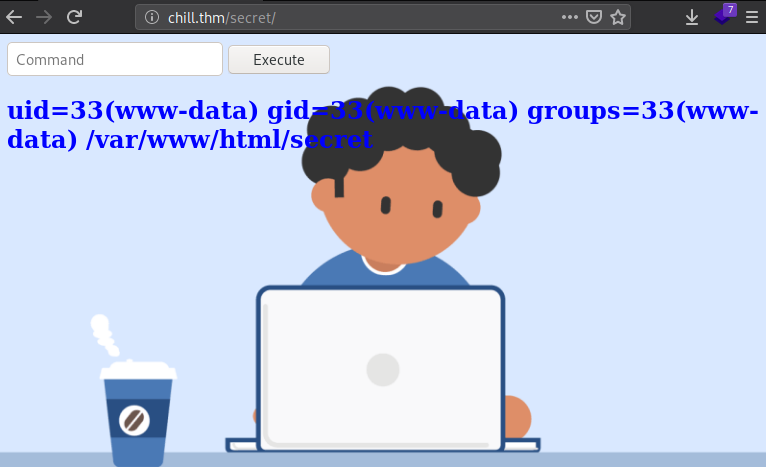 7
chill.thm/secret/
Command
Execute
uid=33(www-data) gid=33(www-data) groups=33(www-
data) /var/www/html/secret